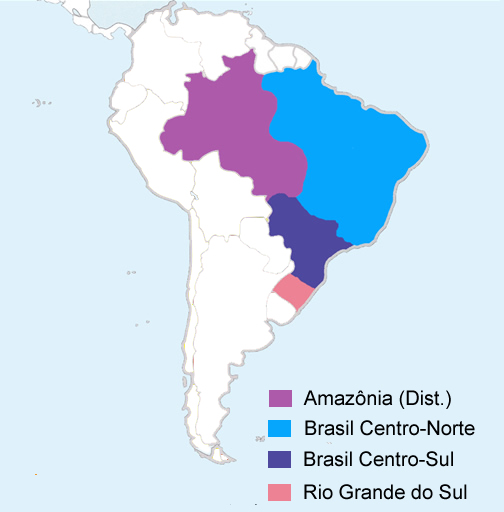 Amazônia (Dist.)
Brasil Centro-Norte
Brasil Centro-Sul
Rio Grande do Sul